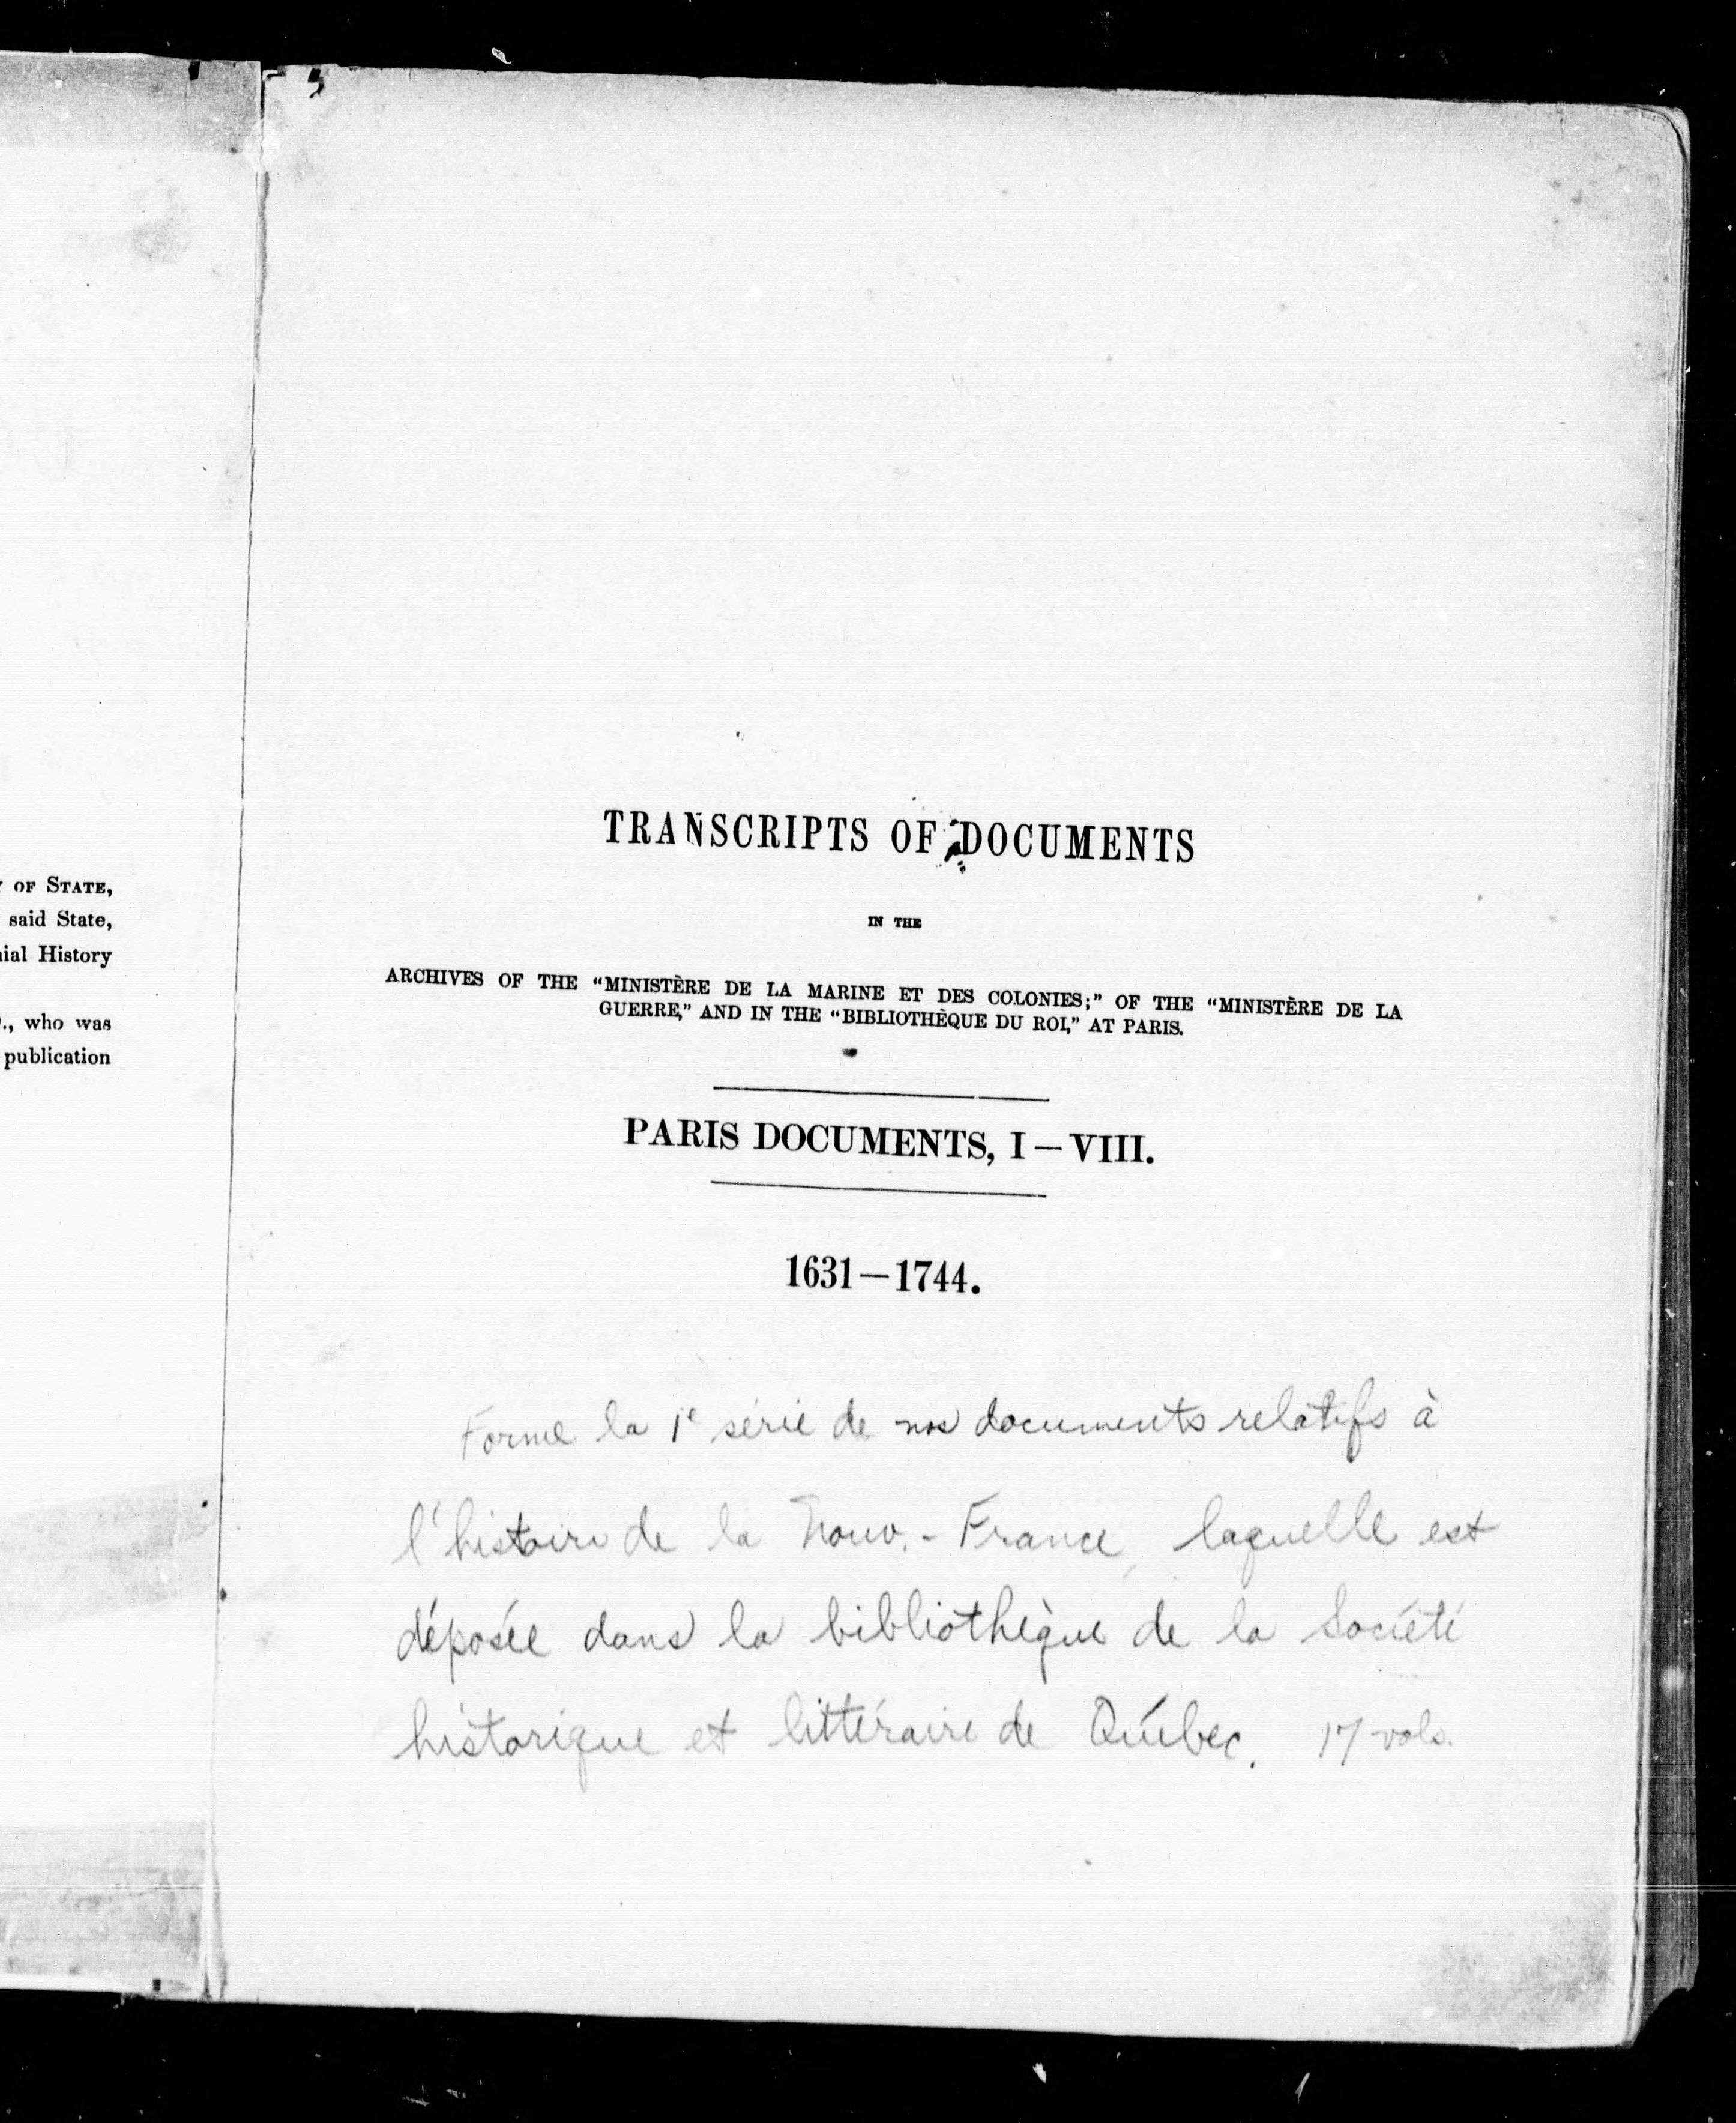 OF STATE,
said State,
nial History
., who was
publication
TRANSCRIPTS OF DOCUMENTS
IN THE
ARCHIVES OF THE “MINISTÈRE DE LA MARINE ET DES COLONIES;” OF THE “MINISTÈRE DE LA
GUERRE,” AND IN THE “BIBLIOTHÈQUE DU ROI,” AT PARIS.
PARIS DOCUMENTS, I–VIII.
1631–1744.
Forme la 1e série de nos documents relatifs à
l'histoire de la Nouv.-France, laquelle est
déposée dans la bibliothèque de la Société
historique et littéraire de Québec. 17 vols.